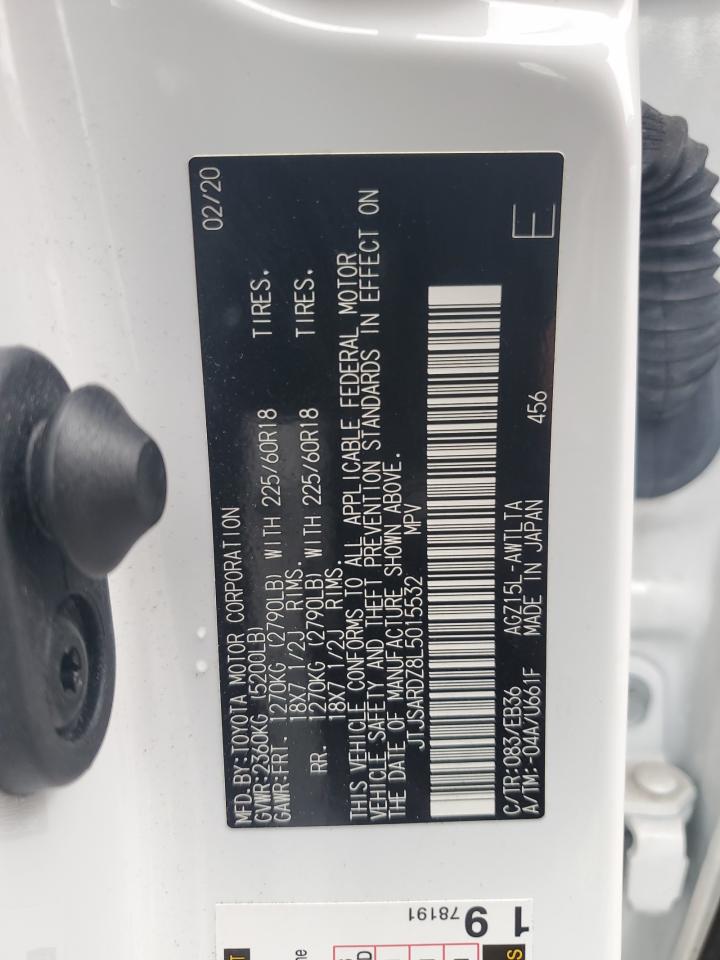 02/20
MFD.BY:TOYOTA MOTOR CORPORATION
GVWR:2360KG (5200LB)
GAWR:FRT. 1270KG (2790LB) WITH 225/60R18 TIRES.
18X7 1/2J RIMS.
RR. 1270KG (2790LB) WITH 225/60R18 TIRES.
18X7 1/2J RIMS.
THIS VEHICLE CONFORMS TO ALL APPLICABLE FEDERAL MOTOR
VEHICLE SAFETY AND THEFT PREVENTION STANDARDS IN EFFECT ON
THE DATE OF MANUFACTURE SHOWN ABOVE.
JTJSARDZ8L5015532 MPV
C/TR:083/EB36 AGZ15L-AWTLTA
A/TM:-04A/U661F MADE IN JAPAN 456 E
19
78191